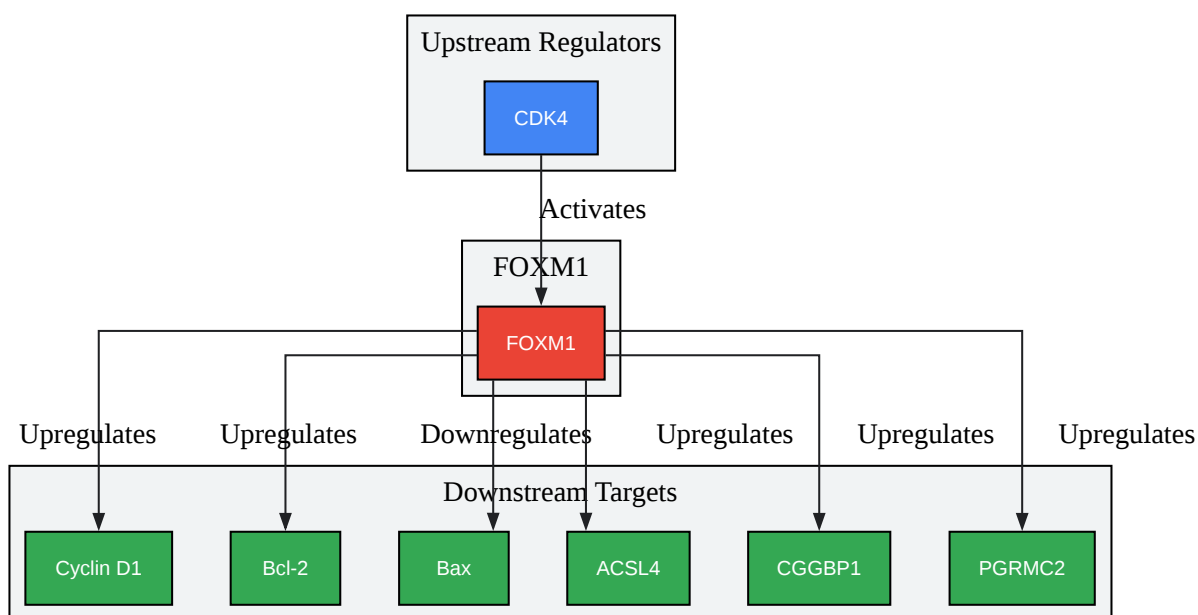 Upstream Regulators
CDK4
Activates
FOXM1
FOXM1
Upregulates Upregulates Downregulates Upregulates Upregulates Upregulates
Downstream Targets
Cyclin D1 Bcl-2 Bax ACSL4 CGGBP1 PGRMC2